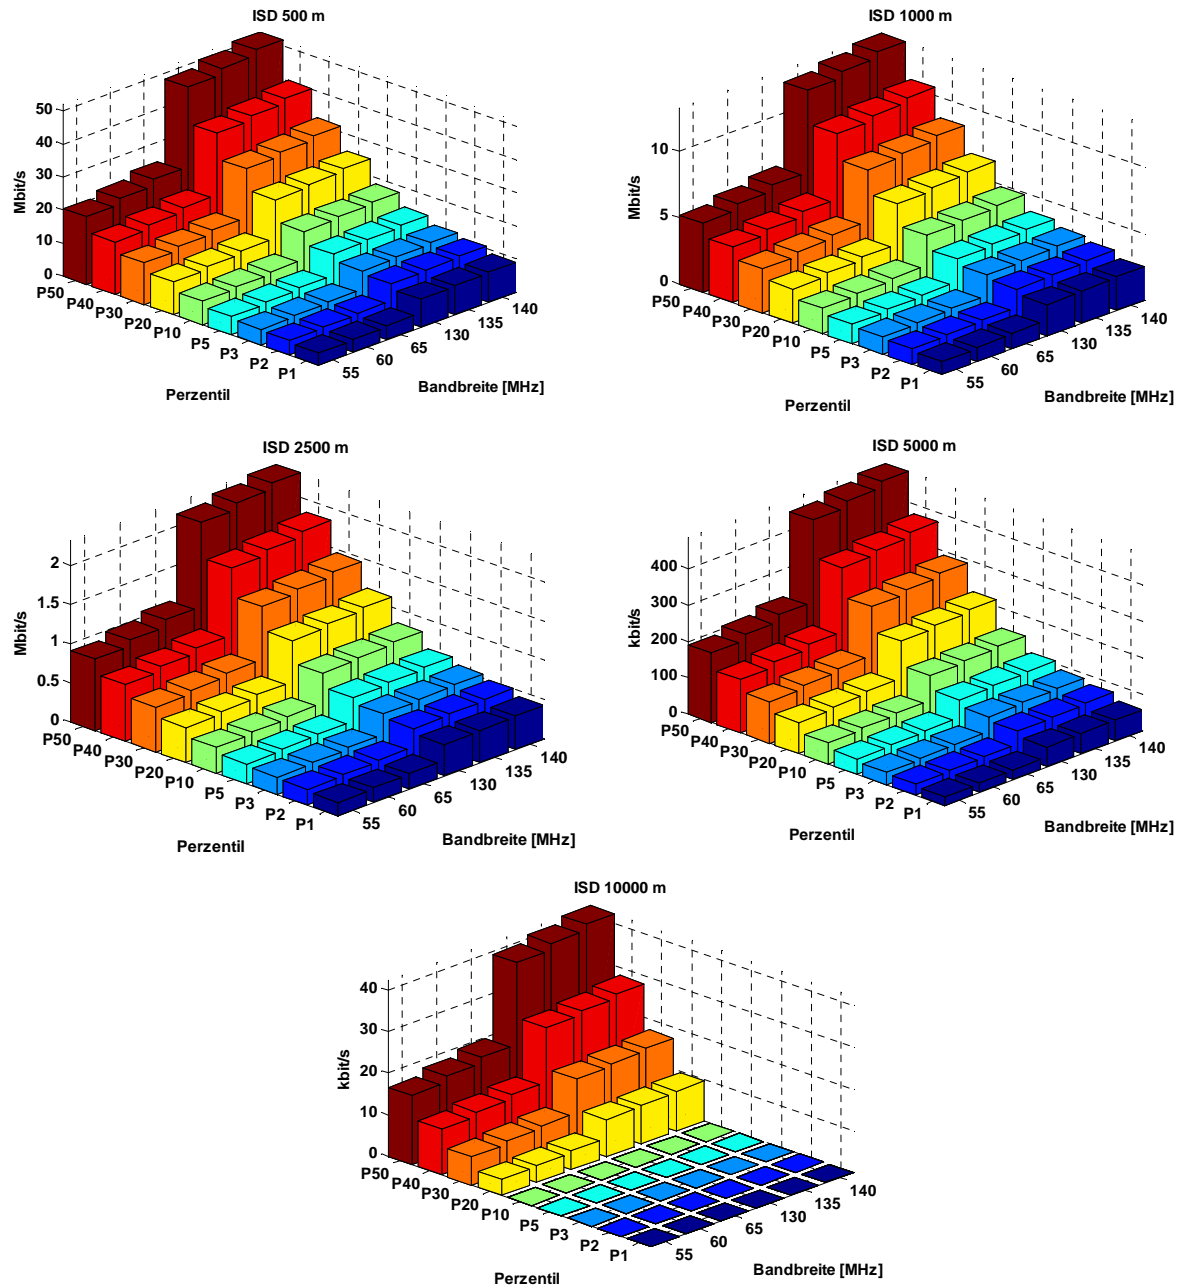 ISD 500 m
50
40
30
20
10
0
Mbit/s
P50
P40
P30
P20
P10
P5
P3
P2
P1
55
60
65
130
135
140
Perzentil
Bandbreite [MHz]
ISD 1000 m
10
5
0
Mbit/s
P50
P40
P30
P20
P10
P5
P3
P2
P1
55
60
65
130
135
140
Perzentil
Bandbreite [MHz]
ISD 2500 m
2
1.5
1
0.5
0
Mbit/s
P50
P40
P30
P20
P10
P5
P3
P2
P1
55
60
65
130
135
140
Perzentil
Bandbreite [MHz]
ISD 5000 m
400
300
200
100
0
kbit/s
P50
P40
P30
P20
P10
P5
P3
P2
P1
55
60
65
130
135
140
Perzentil
Bandbreite [MHz]
ISD 10000 m
40
30
20
10
0
kbit/s
P50
P40
P30
P20
P10
P5
P3
P2
P1
55
60
65
130
135
140
Perzentil
Bandbreite [MHz]